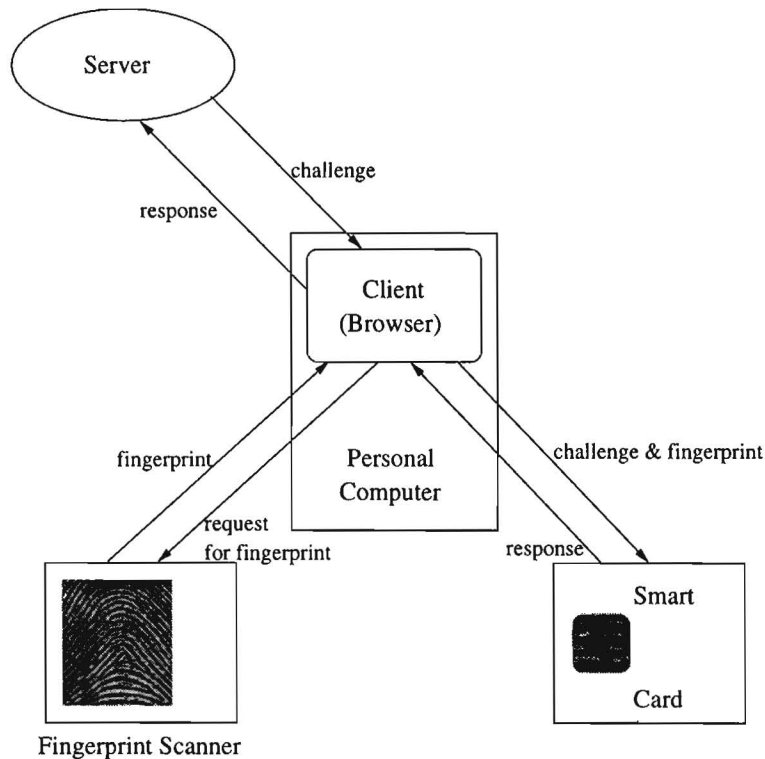 Server
challenge
response
Client
(Browser)
fingerprint
challenge & fingerprint
Personal
Computer
request
for fingerprint
response
Smart
Card
Fingerprint Scanner